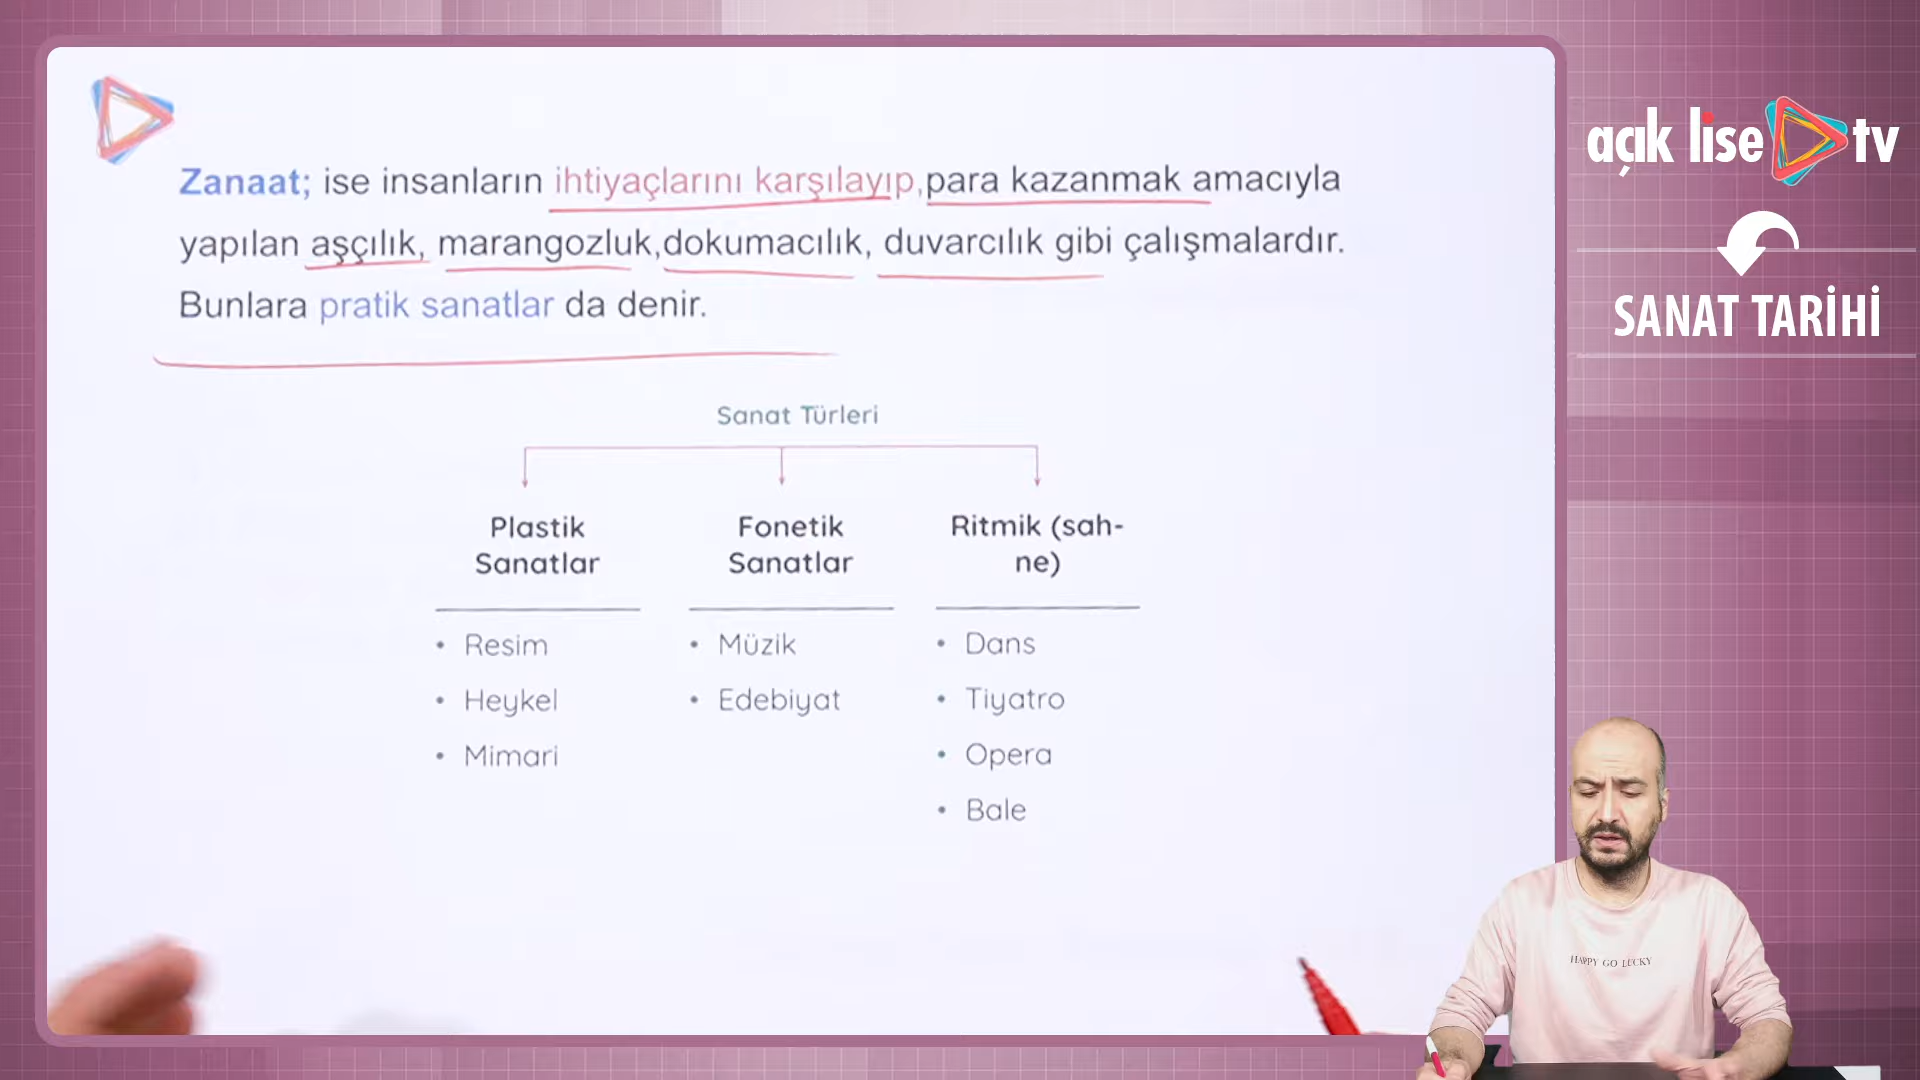 Zanaat; ise insanların ihtiyaçlarını karşılayıp,para kazanmak amacıyla
yapılan aşçılık, marangozluk,dokumacılık, duvarcılık gibi çalışmalardır.
Bunlara pratik sanatlar da denir.
Sanat Türleri
Plastik
Sanatlar
• Resim
• Heykel
• Mimari
Fonetik
Sanatlar
• Müzik
• Edebiyat
Ritmik (sah-
ne)
• Dans
• Tiyatro
• Opera
• Bale
açık lise tv
SANAT TARİHİ
HAPPY GO LUCKY